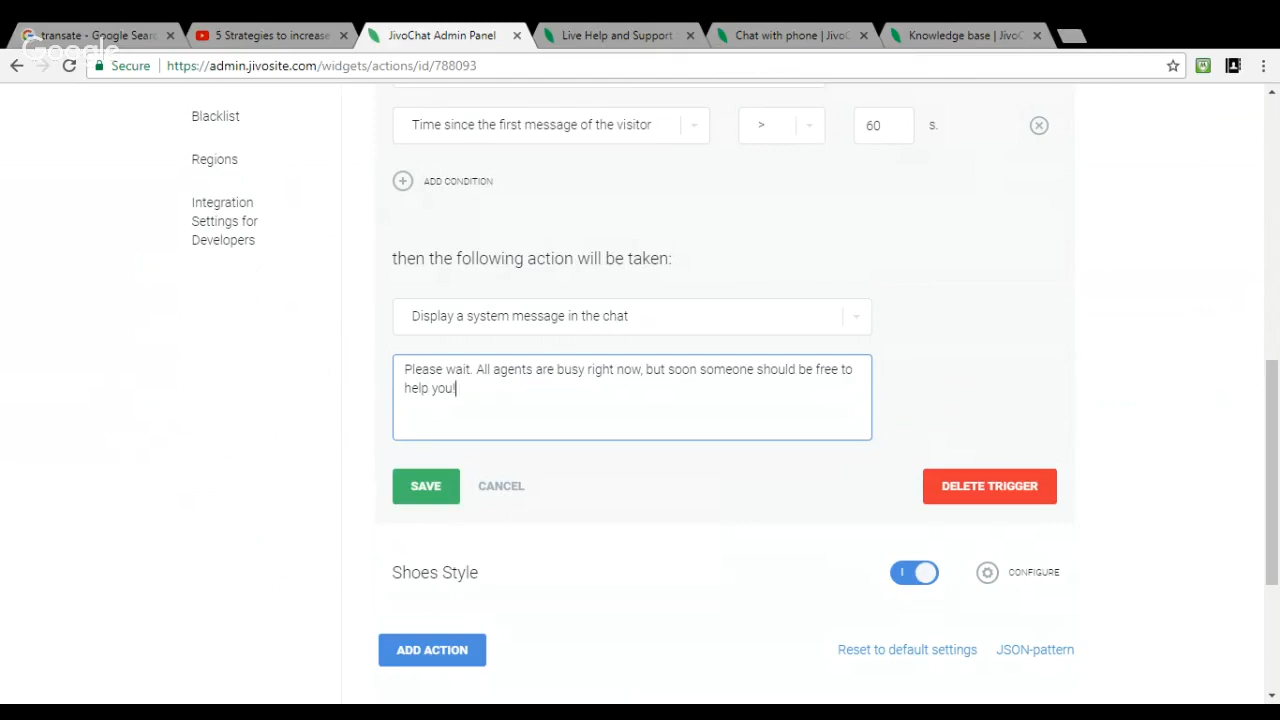 transate - Google Searc
5 Strategies to increase
JivoChat Admin Panel
Live Help and Support
Chat with phone | JivoC
Knowledge base | JivoC
Google
Secure
https://admin.jivosite.com/widgets/actions/id/788093
Blacklist
Time since the first message of the visitor
>
60
s.
Regions
ADD CONDITION
Integration
Settings for
Developers
then the following action will be taken:
Display a system message in the chat
Please wait. All agents are busy right now, but soon someone should be free to
help you!
SAVE
CANCEL
DELETE TRIGGER
Shoes Style
I
CONFIGURE
ADD ACTION
Reset to default settings
JSON-pattern